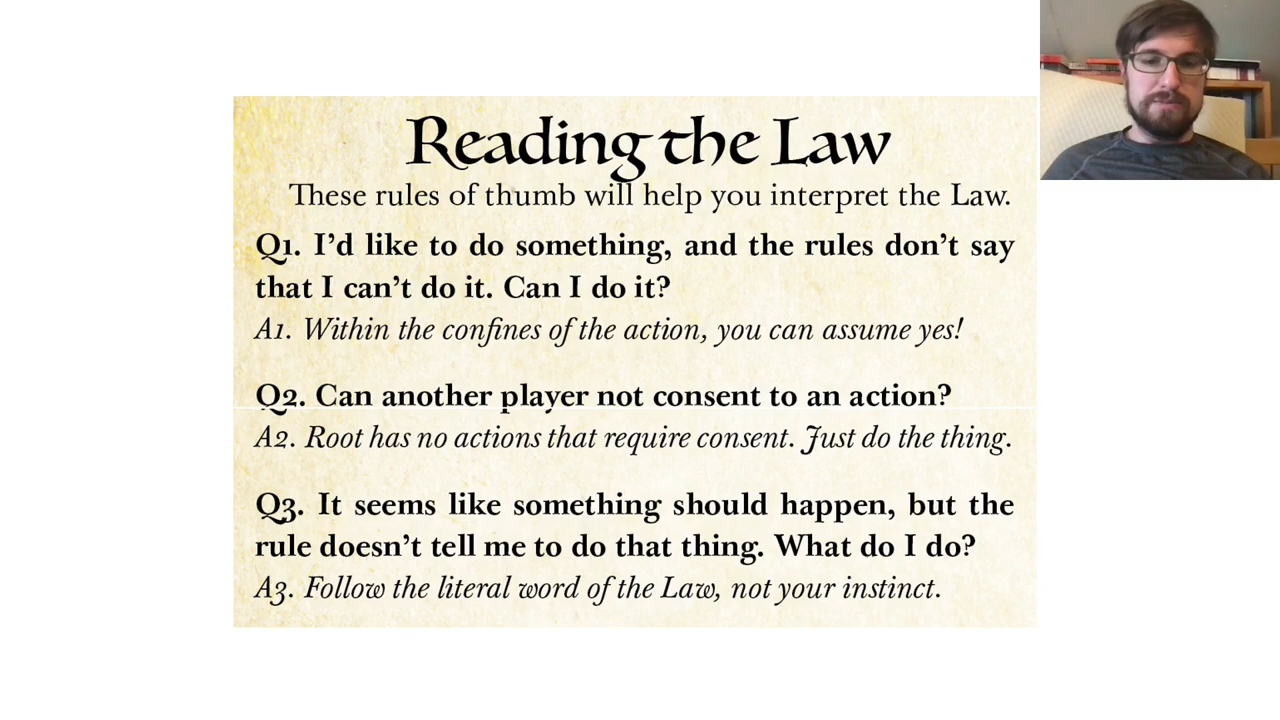 Reading the Law
These rules of thumb will help you interpret the Law.
Q1. I’d like to do something, and the rules don’t say
that I can’t do it. Can I do it?
A1. Within the confines of the action, you can assume yes!
Q2. Can another player not consent to an action?
A2. Root has no actions that require consent. Just do the thing.
Q3. It seems like something should happen, but the
rule doesn’t tell me to do that thing. What do I do?
A3. Follow the literal word of the Law, not your instinct.